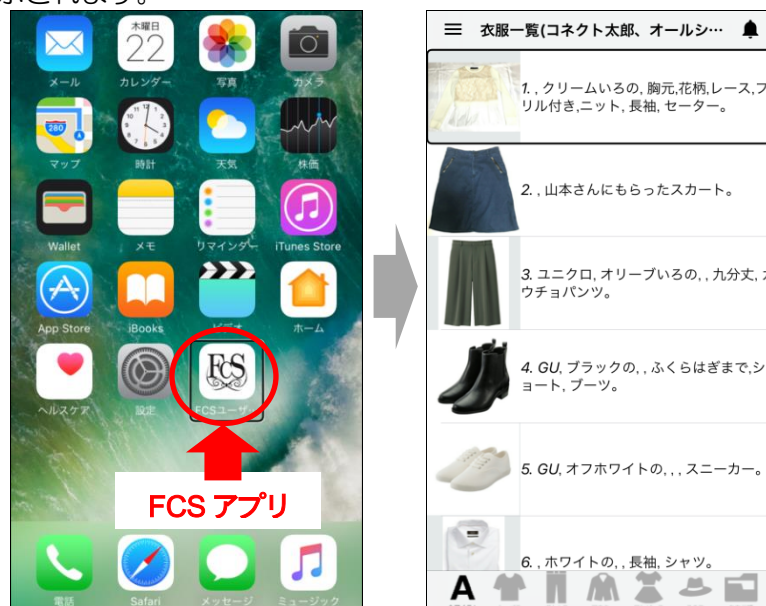 示されます。
木曜日
22
メール
カレンダー
写真
カメラ
280
マップ
時計
天気
株価
Wallet
メモ
リマインダー
iTunes Store
App Store
iBooks
ビデオ
ホーム
FCS
ヘルスケア
設定
FCSユーザ
FCS アプリ
電話
Safari
メッセージ
ミュージック
衣服一覧(コネクト太郎、オールシ…
1. , クリームいろの, 胸元,花柄,レース,フ
リル付き,ニット, 長袖, セーター。
2. , 山本さんにもらったスカート。
3. ユニクロ, オリーブいろの, , 九分丈, ガ
ウチョパンツ。
4. GU, ブラックの, , ふくらはぎまで,シ
ョート, ブーツ。
5. GU, オフホワイトの, , , スニーカー。
6. , ホワイトの, , 長袖, シャツ。
A